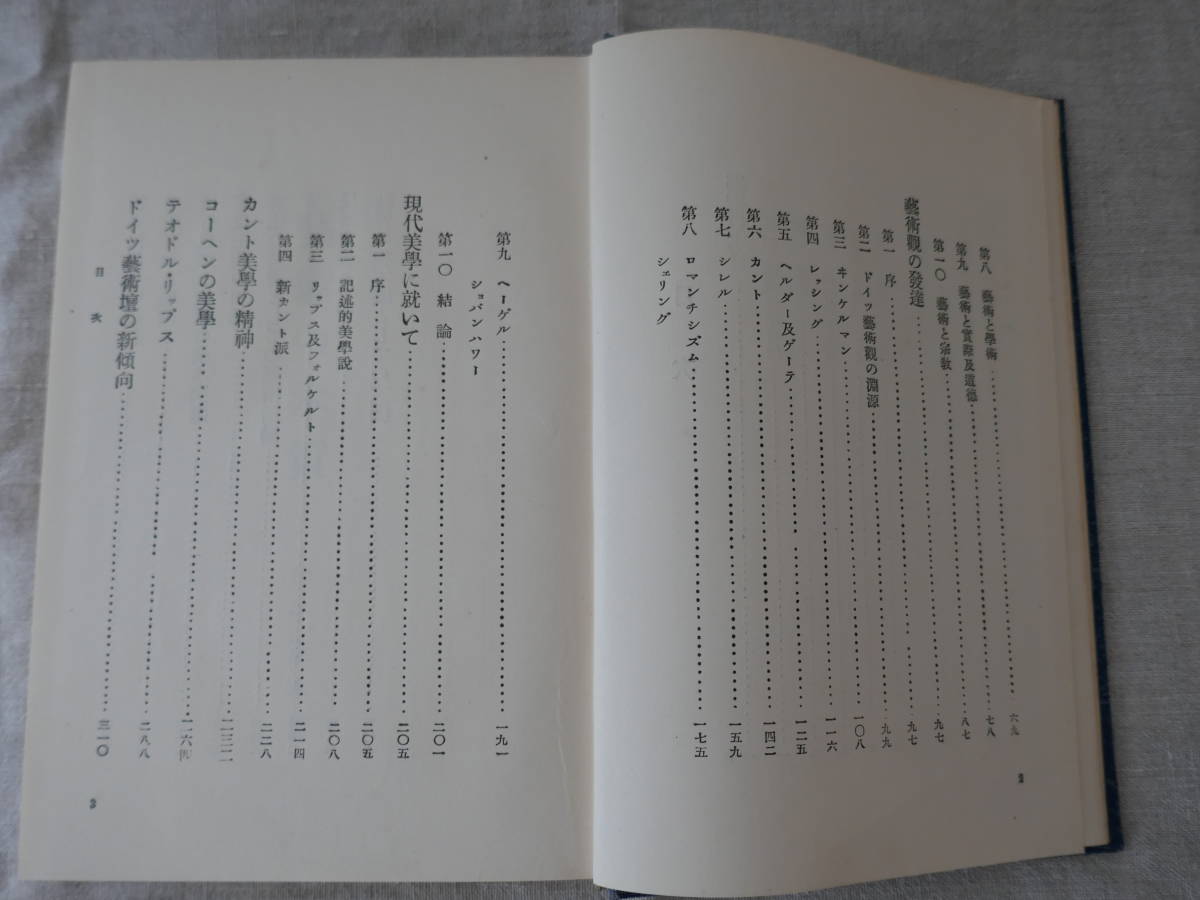 第八 藝術と學術……六九
第九 藝術と實際及道德……七八
第一〇 藝術と宗教……八七
藝術觀の發達……九七
第一 序……九七
第二 ドイツ藝術觀の淵源……九九
第三 ヰンケルマン……一〇八
第四 レッシング……一一六
第五 ヘルダー及ゲーテ……一二五
第六 カント……一四二
第七 シレル……一五九
第八 ロマンチシズム……一七五
シェリング
2
第九 ヘーゲル……一九一
ショパンハワー
第一〇 結論……二〇一
現代美學に就いて……二〇五
第一 序……二〇五
第二 記述的美學說……二〇八
第三 リップス及フォルケルト……二一四
第四 新カント派……二二八
カント美學の精神……二三二
コーヘンの美學……二六四
テオドル・リップス……二八八
ドイツ藝術壇の新傾向……三一〇
目次
3